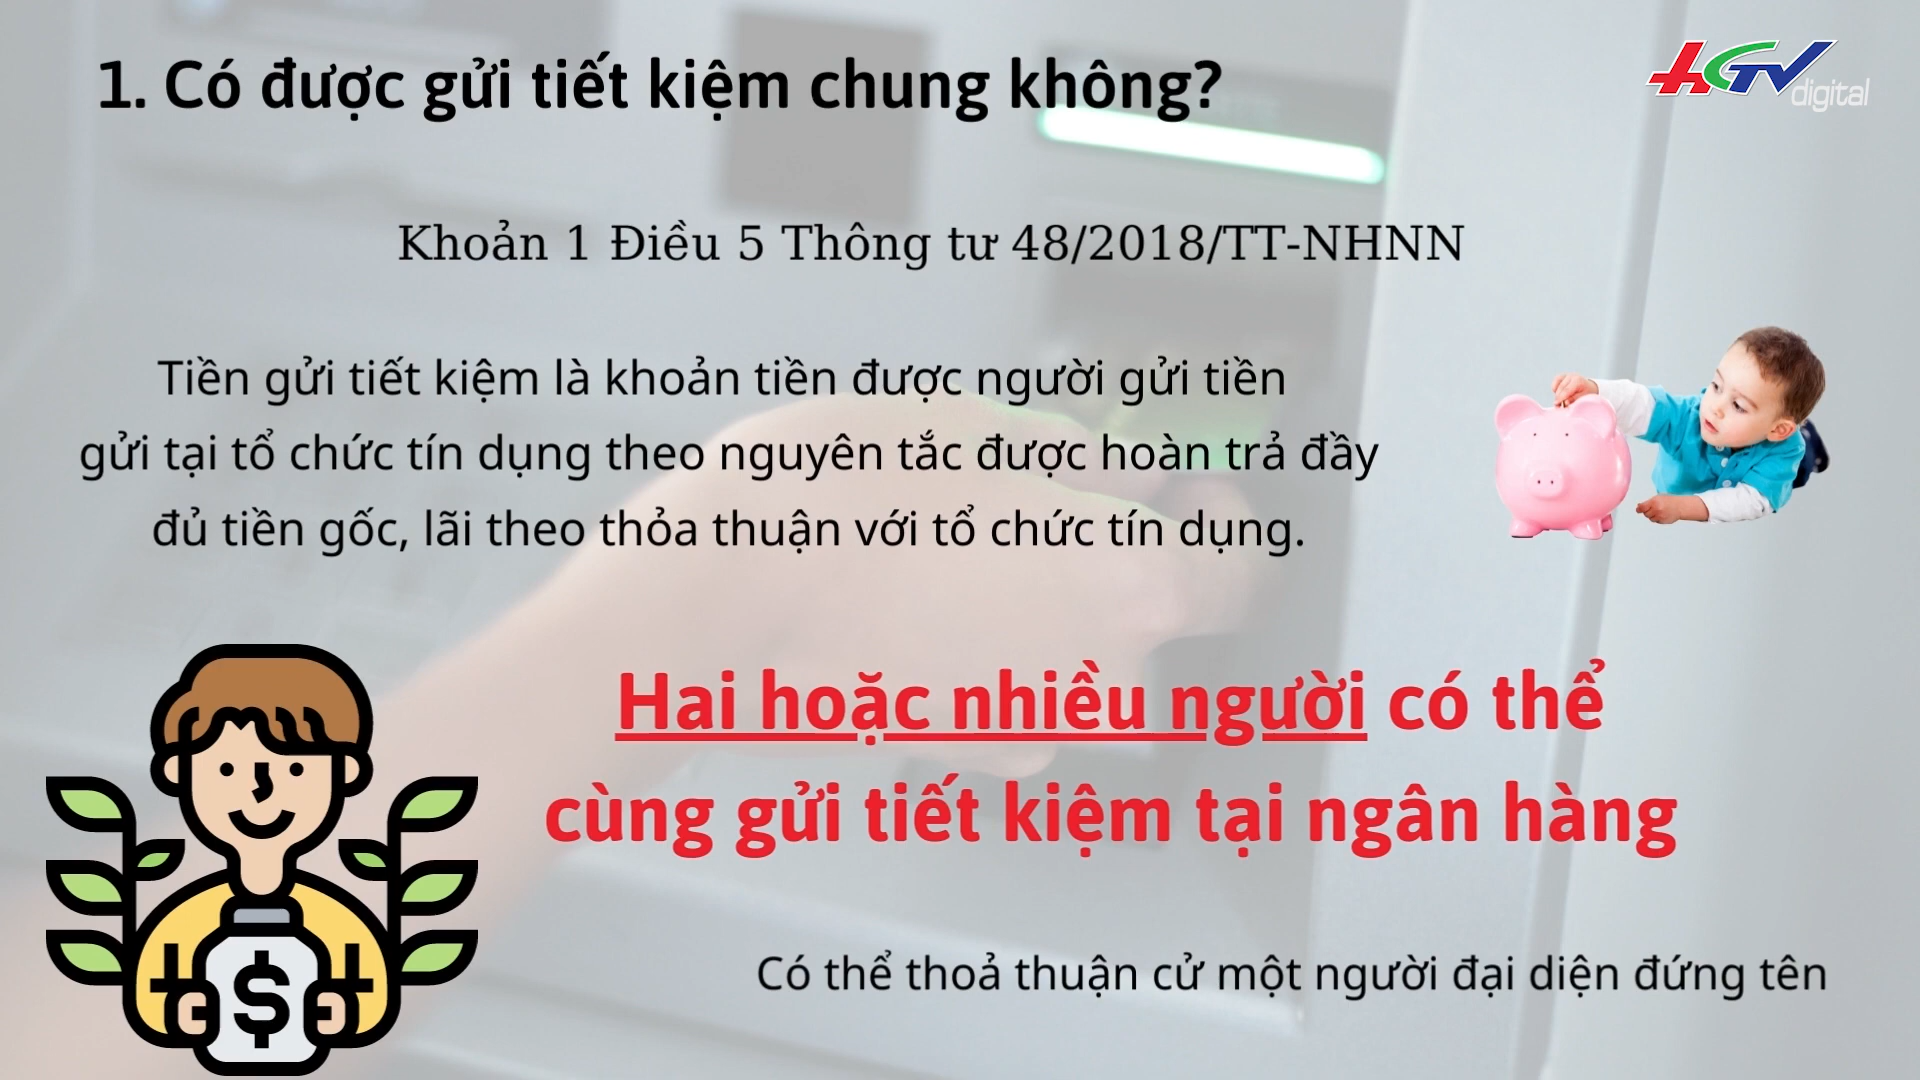 1. Có được gửi tiết kiệm chung không?
HGTV digital
Khoản 1 Điều 5 Thông tư 48/2018/TT-NHNN
Tiền gửi tiết kiệm là khoản tiền được người gửi tiền
gửi tại tổ chức tín dụng theo nguyên tắc được hoàn trả đầy
đủ tiền gốc, lãi theo thỏa thuận với tổ chức tín dụng.
Hai hoặc nhiều người có thể
cùng gửi tiết kiệm tại ngân hàng
Có thể thoả thuận cử một người đại diện đứng tên
$